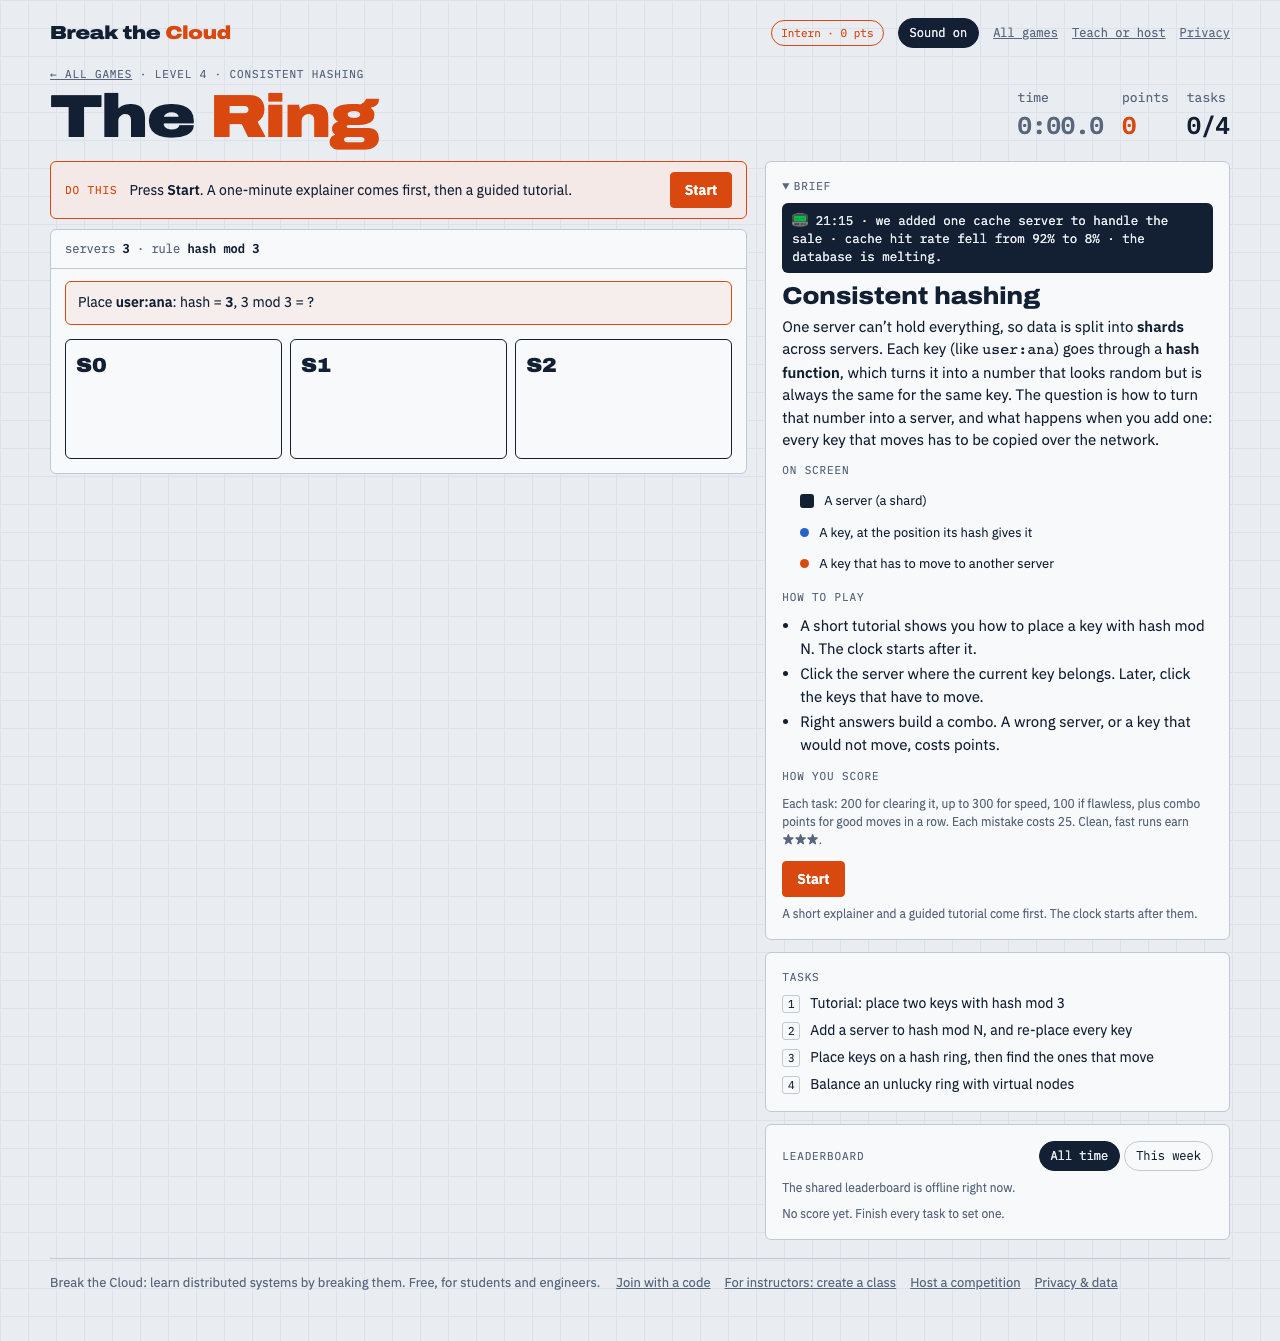 Break the Cloud
Intern · 0 pts
Sound on
All games
Teach or host
Privacy
← ALL GAMES · LEVEL 4 · CONSISTENT HASHING
The Ring
time
0:00.0
points
0
tasks
0/4
DO THIS Press Start. A one-minute explainer comes first, then a guided tutorial.
Start
servers 3 · rule hash mod 3
Place user:ana: hash = 3, 3 mod 3 = ?
S0
S1
S2
▼ BRIEF
21:15 · we added one cache server to handle the
sale · cache hit rate fell from 92% to 8% · the
database is melting.
Consistent hashing
One server can’t hold everything, so data is split into shards
across servers. Each key (like user:ana) goes through a hash
function, which turns it into a number that looks random but is
always the same for the same key. The question is how to turn
that number into a server, and what happens when you add one:
every key that moves has to be copied over the network.
ON SCREEN
A server (a shard)
A key, at the position its hash gives it
A key that has to move to another server
HOW TO PLAY
• A short tutorial shows you how to place a key with hash mod
N. The clock starts after it.
• Click the server where the current key belongs. Later, click
the keys that have to move.
• Right answers build a combo. A wrong server, or a key that
would not move, costs points.
HOW YOU SCORE
Each task: 200 for clearing it, up to 300 for speed, 100 if flawless, plus combo
points for good moves in a row. Each mistake costs 25. Clean, fast runs earn
★★★.
Start
A short explainer and a guided tutorial come first. The clock starts after them.
TASKS
1 Tutorial: place two keys with hash mod 3
2 Add a server to hash mod N, and re-place every key
3 Place keys on a hash ring, then find the ones that move
4 Balance an unlucky ring with virtual nodes
LEADERBOARD
All time
This week
The shared leaderboard is offline right now.
No score yet. Finish every task to set one.
Break the Cloud: learn distributed systems by breaking them. Free, for students and engineers. Join with a code For instructors: create a class Host a competition Privacy & data